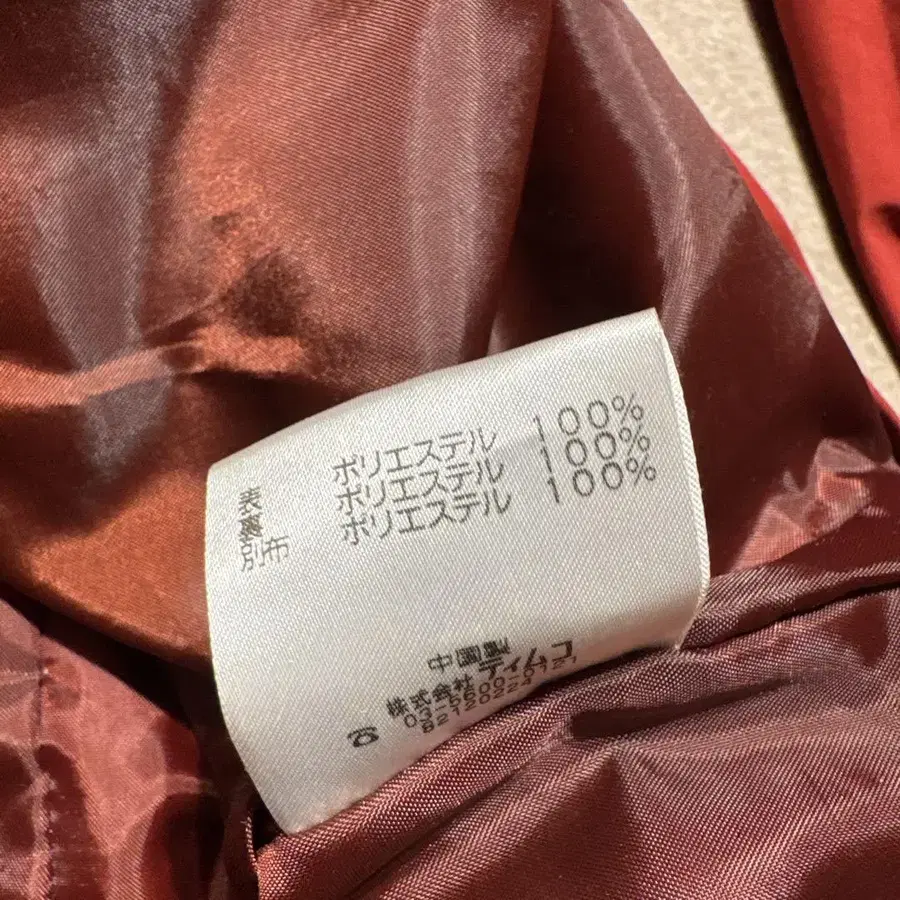 表 ポリエステル 100%
裏 ポリエステル 100%
別布 ポリエステル 100%
中国製
株式会社 ティムコ